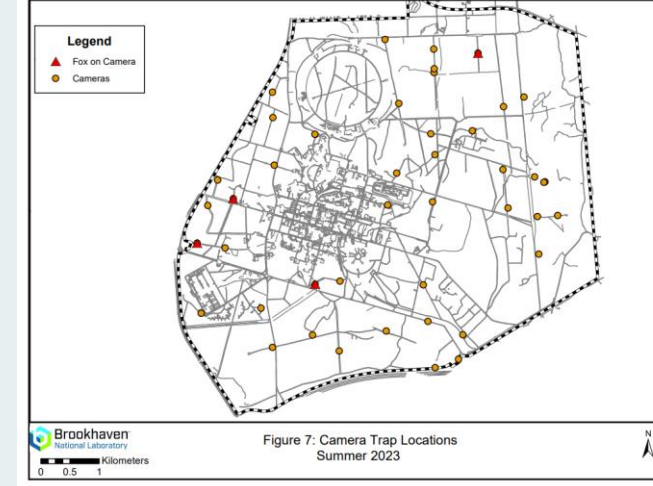 Legend
Fox on Camera
Cameras
Brookhaven
National Laboratory
Kilometers
0 0.5 1
Figure 7: Camera Trap Locations
Summer 2023
N